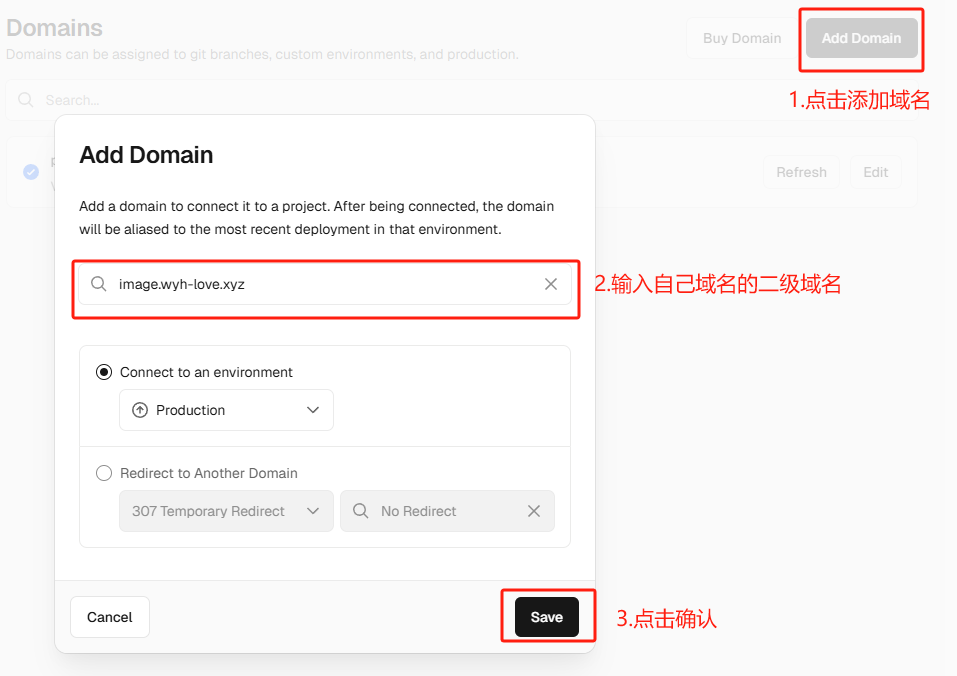 Domains
Domains can be assigned to git branches, custom environments, and production.
Buy Domain
Add Domain
1.点击添加域名
Search...
Refresh
Edit
Add Domain
Add a domain to connect it to a project. After being connected, the domain
will be aliased to the most recent deployment in that environment.
image.wyh-love.xyz
2.输入自己域名的二级域名
Connect to an environment
Production
Redirect to Another Domain
307 Temporary Redirect
No Redirect
Cancel
Save
3.点击确认